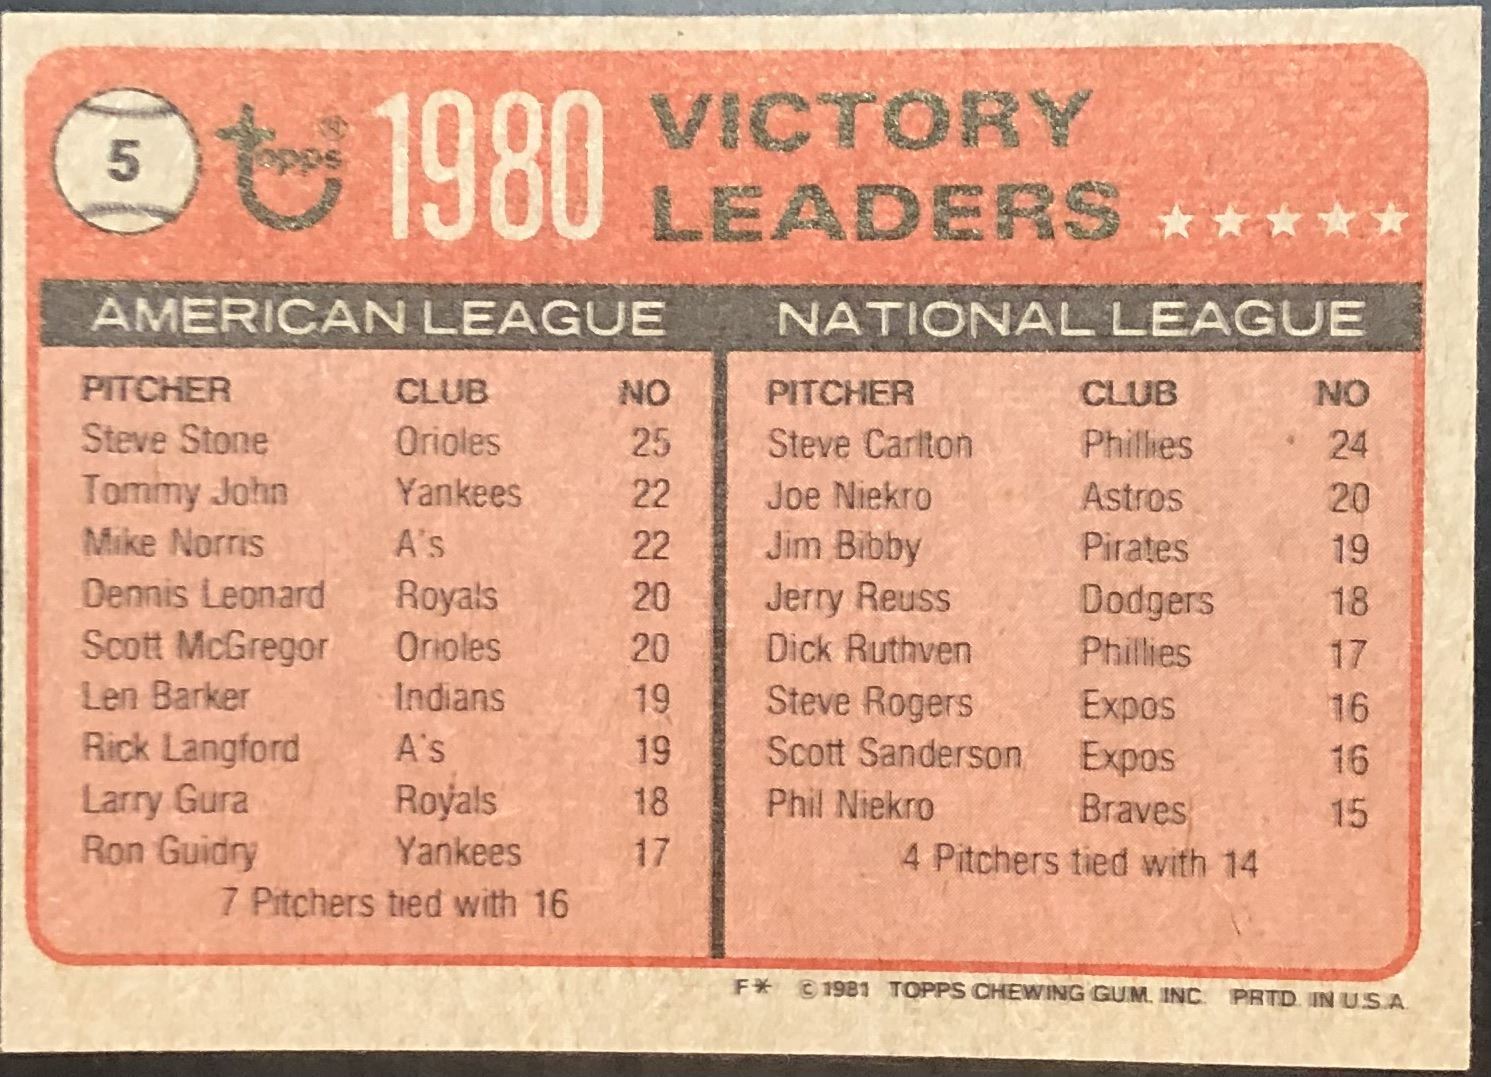 5 Topps® 1980 VICTORY
LEADERS
AMERICAN LEAGUE
PITCHER CLUB NO
Steve Stone Orioles 25
Tommy John Yankees 22
Mike Norris A's 22
Dennis Leonard Royals 20
Scott McGregor Orioles 20
Len Barker Indians 19
Rick Langford A's 19
Larry Gura Royals 18
Ron Guidry Yankees 17
7 Pitchers tied with 16
NATIONAL LEAGUE
PITCHER CLUB NO
Steve Carlton Phillies 24
Joe Niekro Astros 20
Jim Bibby Pirates 19
Jerry Reuss Dodgers 18
Dick Ruthven Phillies 17
Steve Rogers Expos 16
Scott Sanderson Expos 16
Phil Niekro Braves 15
4 Pitchers tied with 14
F* © 1981 TOPPS CHEWING GUM, INC. PRTD. IN U.S.A.